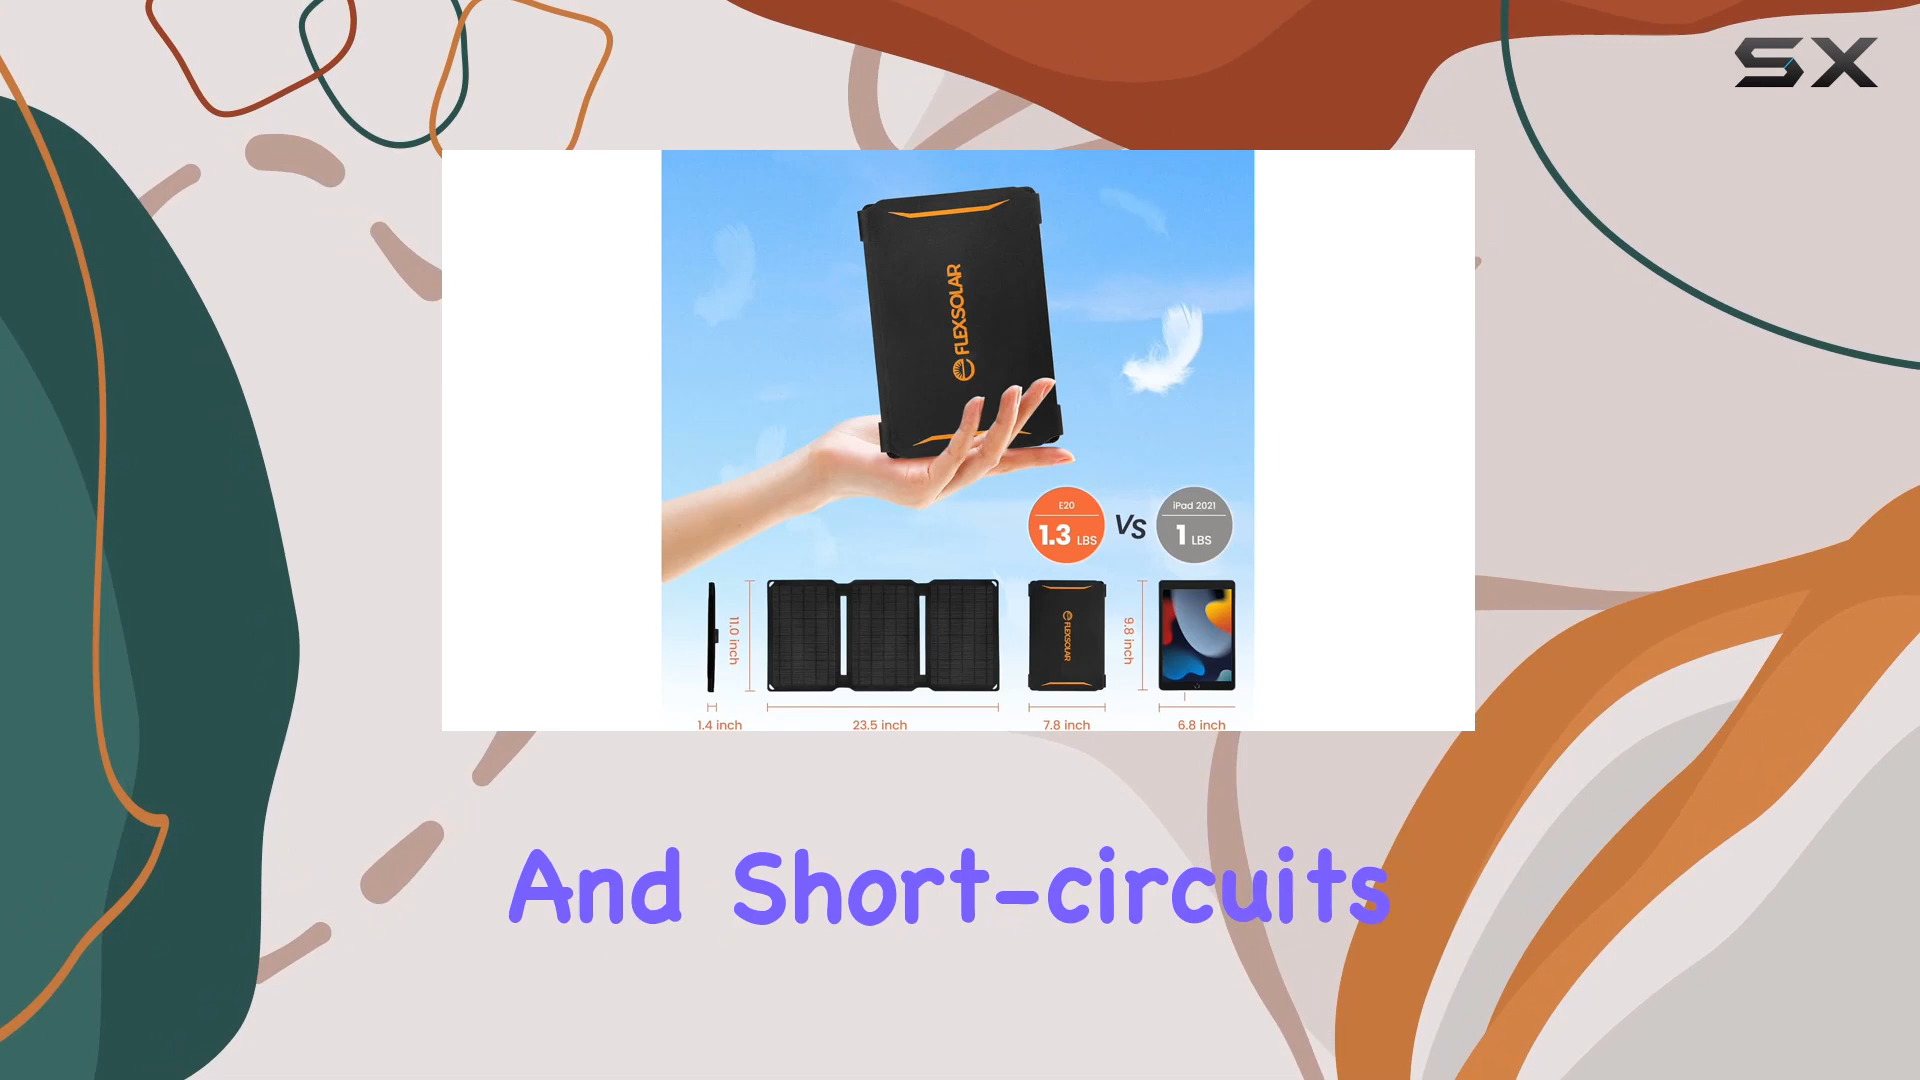 SX
FLEXSOLAR
E20
1.3 LBS
Vs
iPad 2021
1 LBS
11.0 inch
FLEXSOLAR
9.8 inch
1.4 inch
23.5 inch
7.8 inch
6.8 inch
And Short-circuits